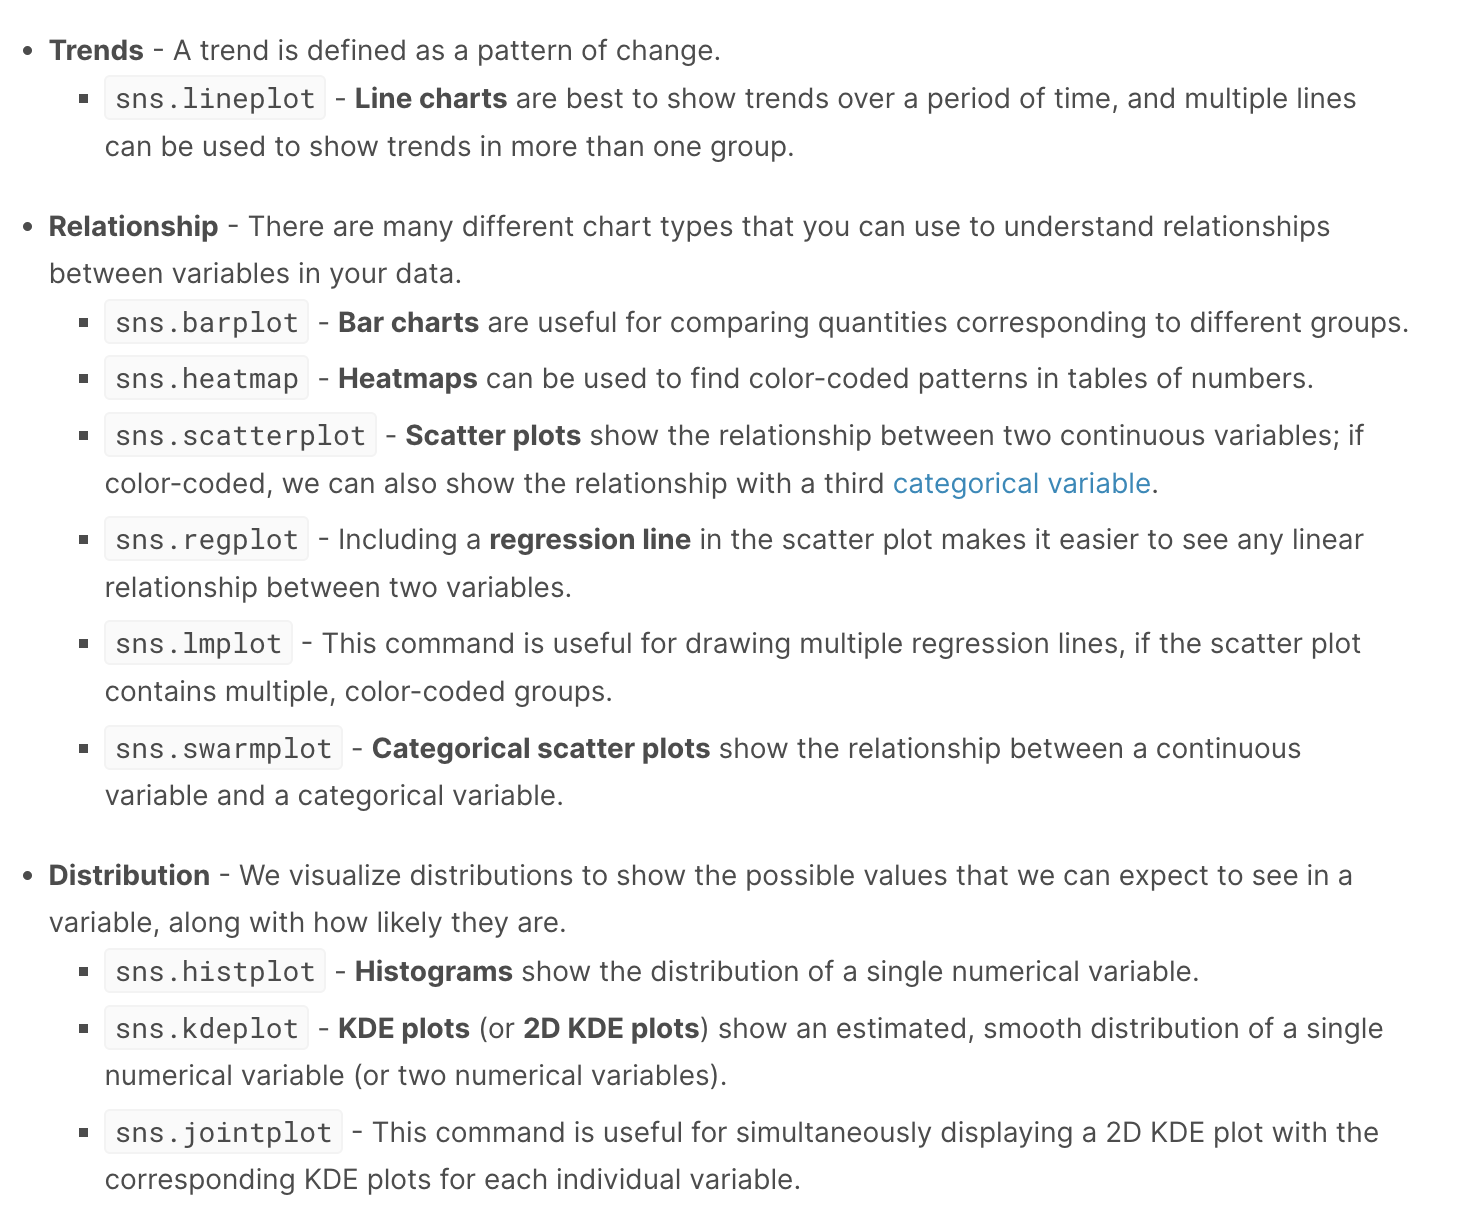 • Trends - A trend is defined as a pattern of change.
▪ sns.lineplot - Line charts are best to show trends over a period of time, and multiple lines
can be used to show trends in more than one group.
• Relationship - There are many different chart types that you can use to understand relationships
between variables in your data.
▪ sns.barplot - Bar charts are useful for comparing quantities corresponding to different groups.
▪ sns.heatmap - Heatmaps can be used to find color-coded patterns in tables of numbers.
▪ sns.scatterplot - Scatter plots show the relationship between two continuous variables; if
color-coded, we can also show the relationship with a third categorical variable.
▪ sns.regplot - Including a regression line in the scatter plot makes it easier to see any linear
relationship between two variables.
▪ sns.lmplot - This command is useful for drawing multiple regression lines, if the scatter plot
contains multiple, color-coded groups.
▪ sns.swarmplot - Categorical scatter plots show the relationship between a continuous
variable and a categorical variable.
• Distribution - We visualize distributions to show the possible values that we can expect to see in a
variable, along with how likely they are.
▪ sns.histplot - Histograms show the distribution of a single numerical variable.
▪ sns.kdeplot - KDE plots (or 2D KDE plots) show an estimated, smooth distribution of a single
numerical variable (or two numerical variables).
▪ sns.jointplot - This command is useful for simultaneously displaying a 2D KDE plot with the
corresponding KDE plots for each individual variable.